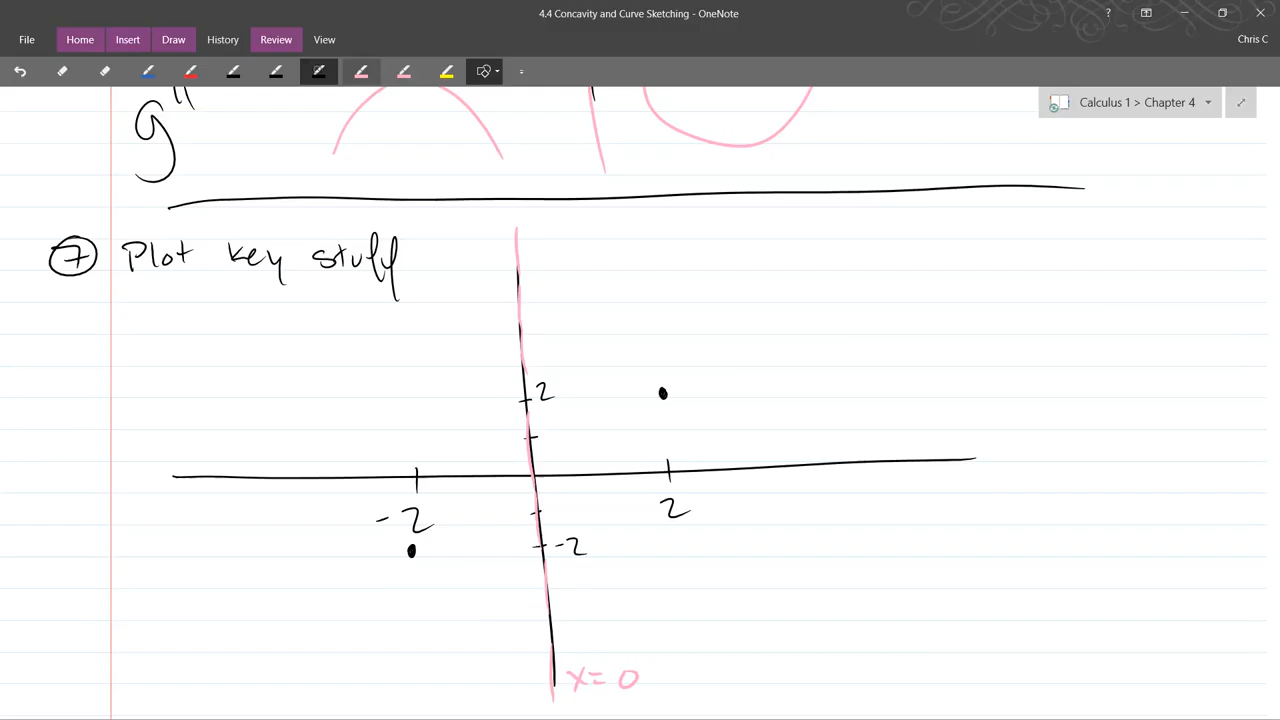 4.4 Concavity and Curve Sketching - OneNote
File Home Insert Draw History Review View
Chris C
Calculus 1 > Chapter 4
g"
7 Plot key stuff
2
-2 2
-2
x = 0